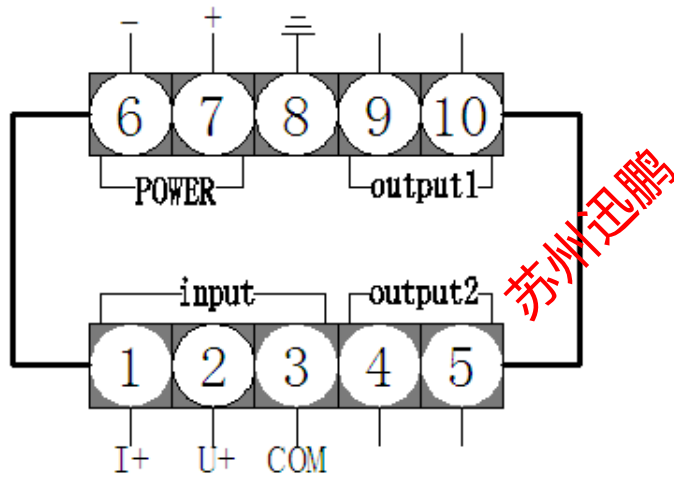 - +
6 7 8 9 10
POWER output1
苏州迅鹏
input output2
1 2 3 4 5
I+ U+ COM